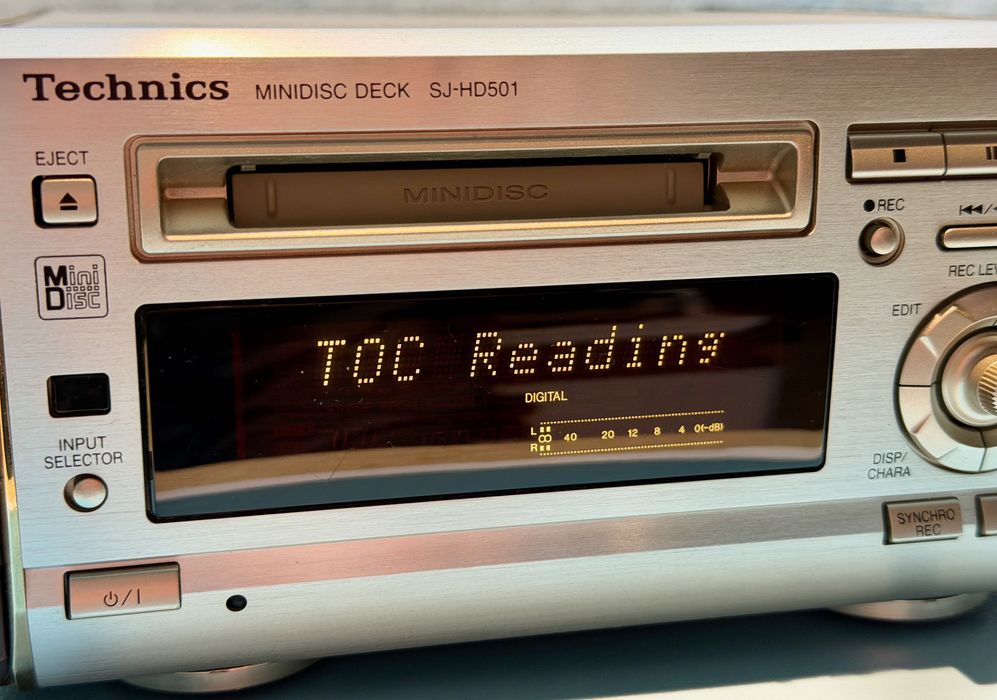 Technics MINIDISC DECK SJ-HD501
EJECT
MINIDISC
REC
Mini
Disc
REC LEV
EDIT
TOC Reading
DIGITAL
L
∞ 40 20 12 8 4 0(-dB)
R
INPUT
SELECTOR
DISP/
CHARA
SYNCHRO
REC